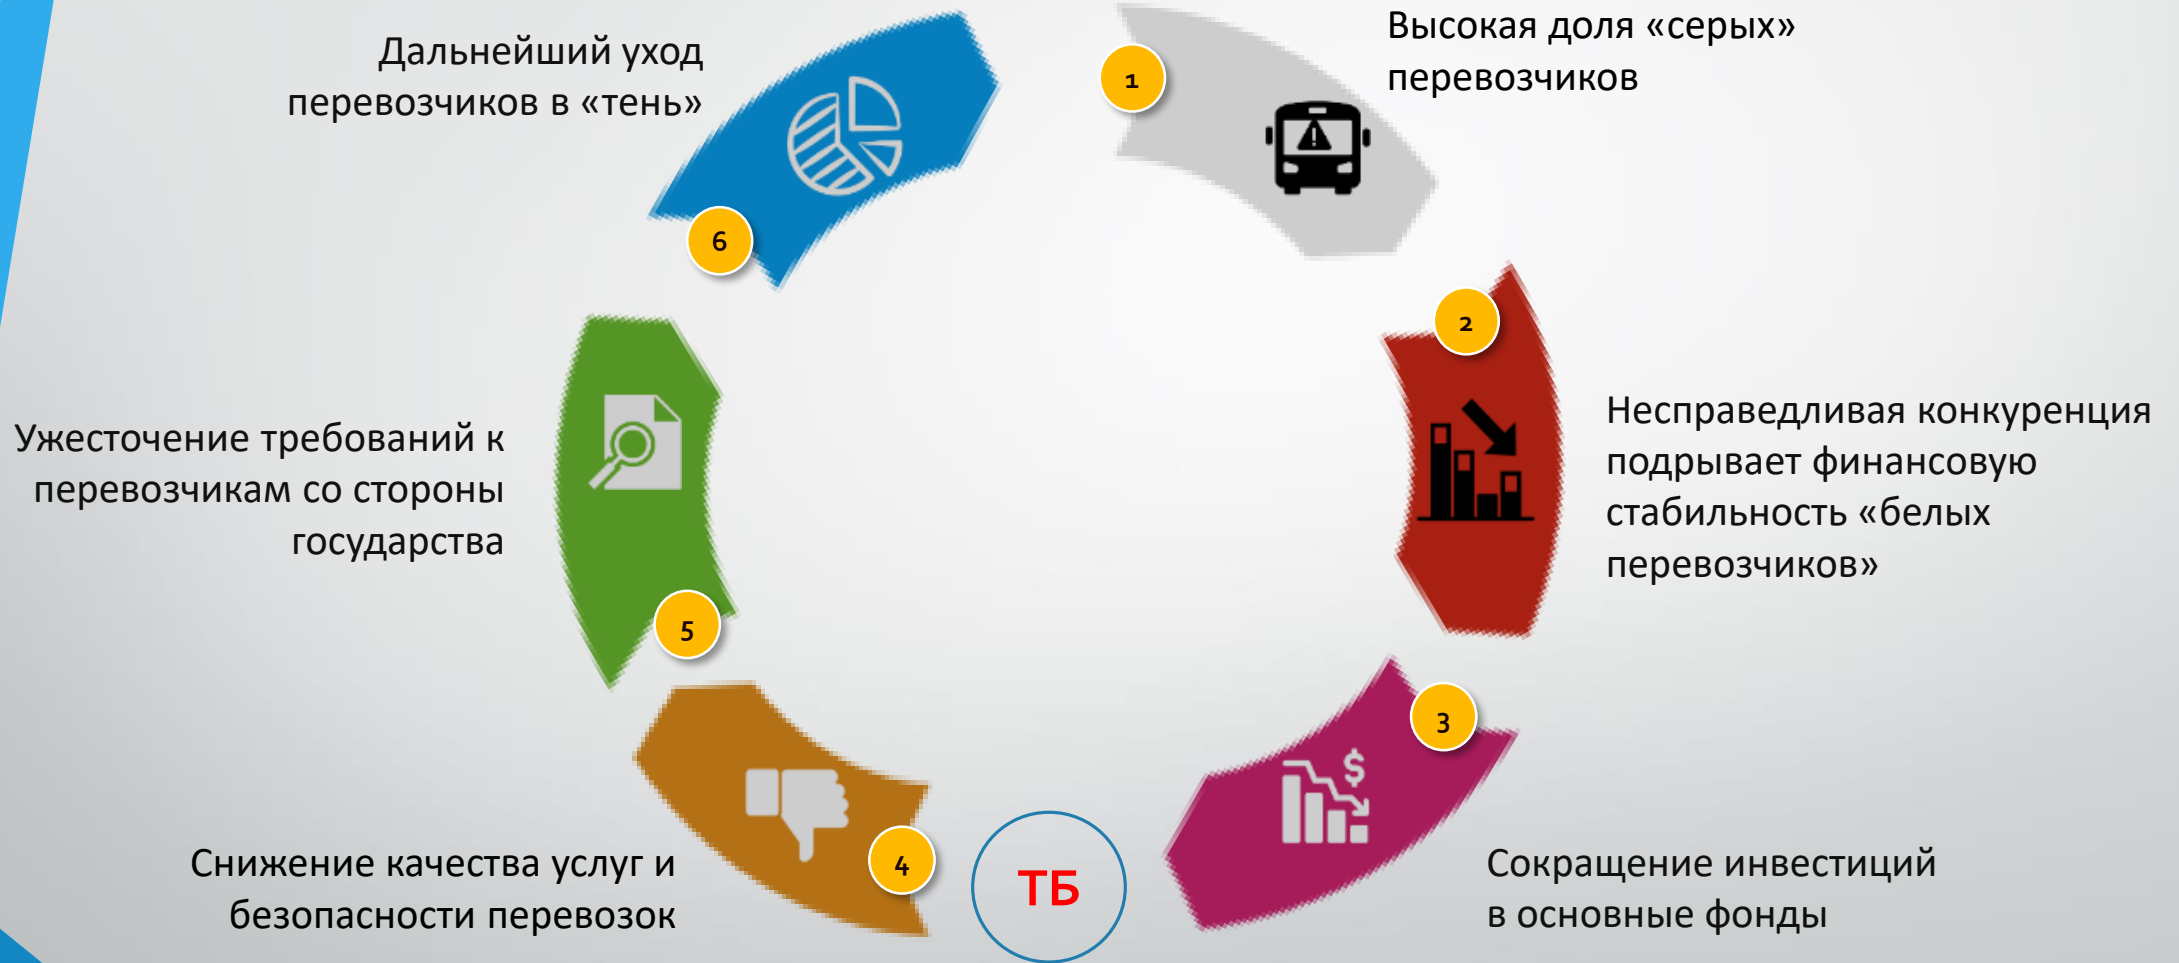 1
Высокая доля «серых»
перевозчиков
2
Несправедливая конкуренция
подрывает финансовую
стабильность «белых
перевозчиков»
3
$
Сокращение инвестиций
в основные фонды
ТБ
4
Снижение качества услуг и
безопасности перевозок
5
Ужесточение требований к
перевозчикам со стороны
государства
6
Дальнейший уход
перевозчиков в «тень»